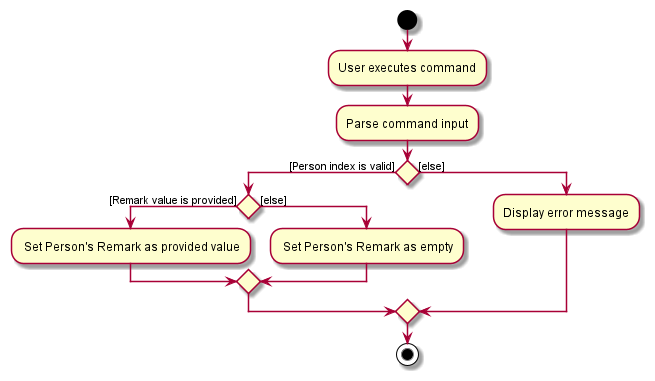 User executes command
Parse command input
[Person index is valid]
[else]
[Remark value is provided]
[else]
Display error message
Set Person's Remark as provided value
Set Person's Remark as empty